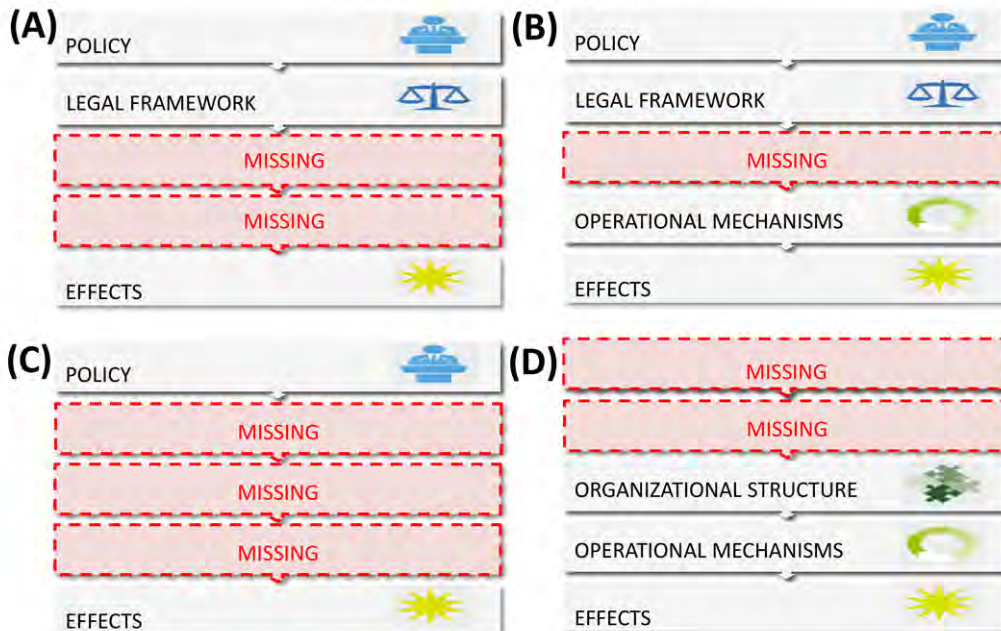 (A)
POLICY
LEGAL FRAMEWORK
MISSING
MISSING
EFFECTS
(B)
POLICY
LEGAL FRAMEWORK
MISSING
OPERATIONAL MECHANISMS
EFFECTS
(C)
POLICY
MISSING
MISSING
MISSING
EFFECTS
(D)
MISSING
MISSING
ORGANIZATIONAL STRUCTURE
OPERATIONAL MECHANISMS
EFFECTS